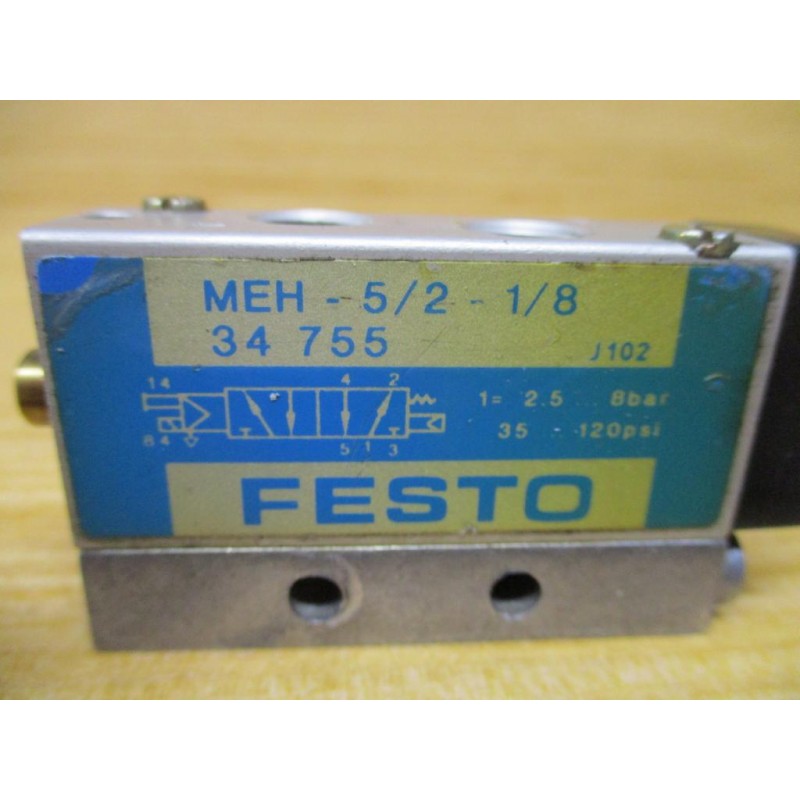 MEH - 5/2 - 1/8
34 755
J102
14
4 2
1= 2.5 .. 8bar
35 - 120psi
84
5 1 3
FESTO